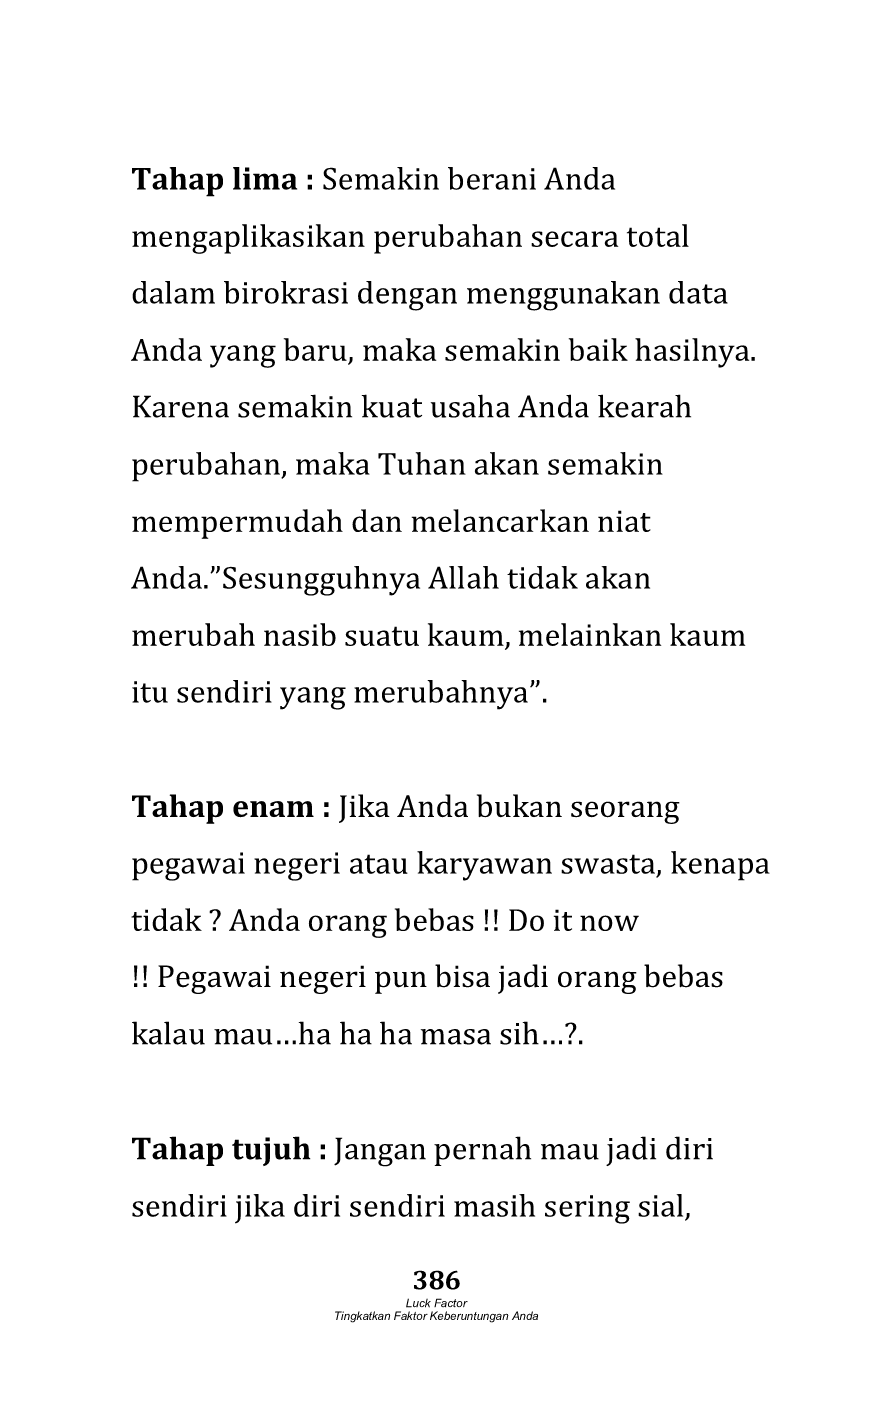 Tahap lima : Semakin berani Anda
mengaplikasikan perubahan secara total
dalam birokrasi dengan menggunakan data
Anda yang baru, maka semakin baik hasilnya.
Karena semakin kuat usaha Anda kearah
perubahan, maka Tuhan akan semakin
mempermudah dan melancarkan niat
Anda.”Sesungguhnya Allah tidak akan
merubah nasib suatu kaum, melainkan kaum
itu sendiri yang merubahnya”.
Tahap enam : Jika Anda bukan seorang
pegawai negeri atau karyawan swasta, kenapa
tidak ? Anda orang bebas !! Do it now
!! Pegawai negeri pun bisa jadi orang bebas
kalau mau…ha ha ha masa sih…?.
Tahap tujuh : Jangan pernah mau jadi diri
sendiri jika diri sendiri masih sering sial,
386
Luck Factor
Tingkatkan Faktor Keberuntungan Anda